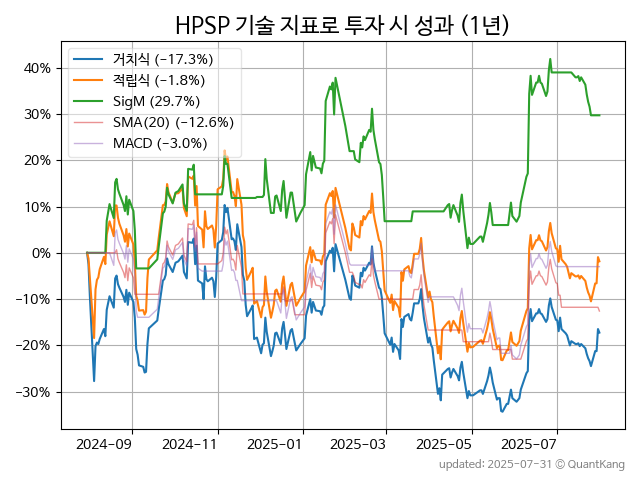 HPSP 기술 지표로 투자 시 성과 (1년)
거치식 (−17.3%)
적립식 (−1.8%)
SigM (29.7%)
SMA(20) (−12.6%)
MACD (−3.0%)
40%
30%
20%
10%
0%
−10%
−20%
−30%
2024-09
2024-11
2025-01
2025-03
2025-05
2025-07
updated: 2025-07-31 © QuantKang